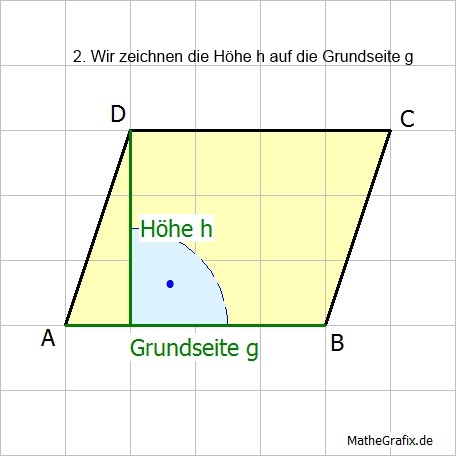 2. Wir zeichnen die Höhe h auf die Grundseite g
D
C
Höhe h
A
B
Grundseite g
MatheGrafix.de